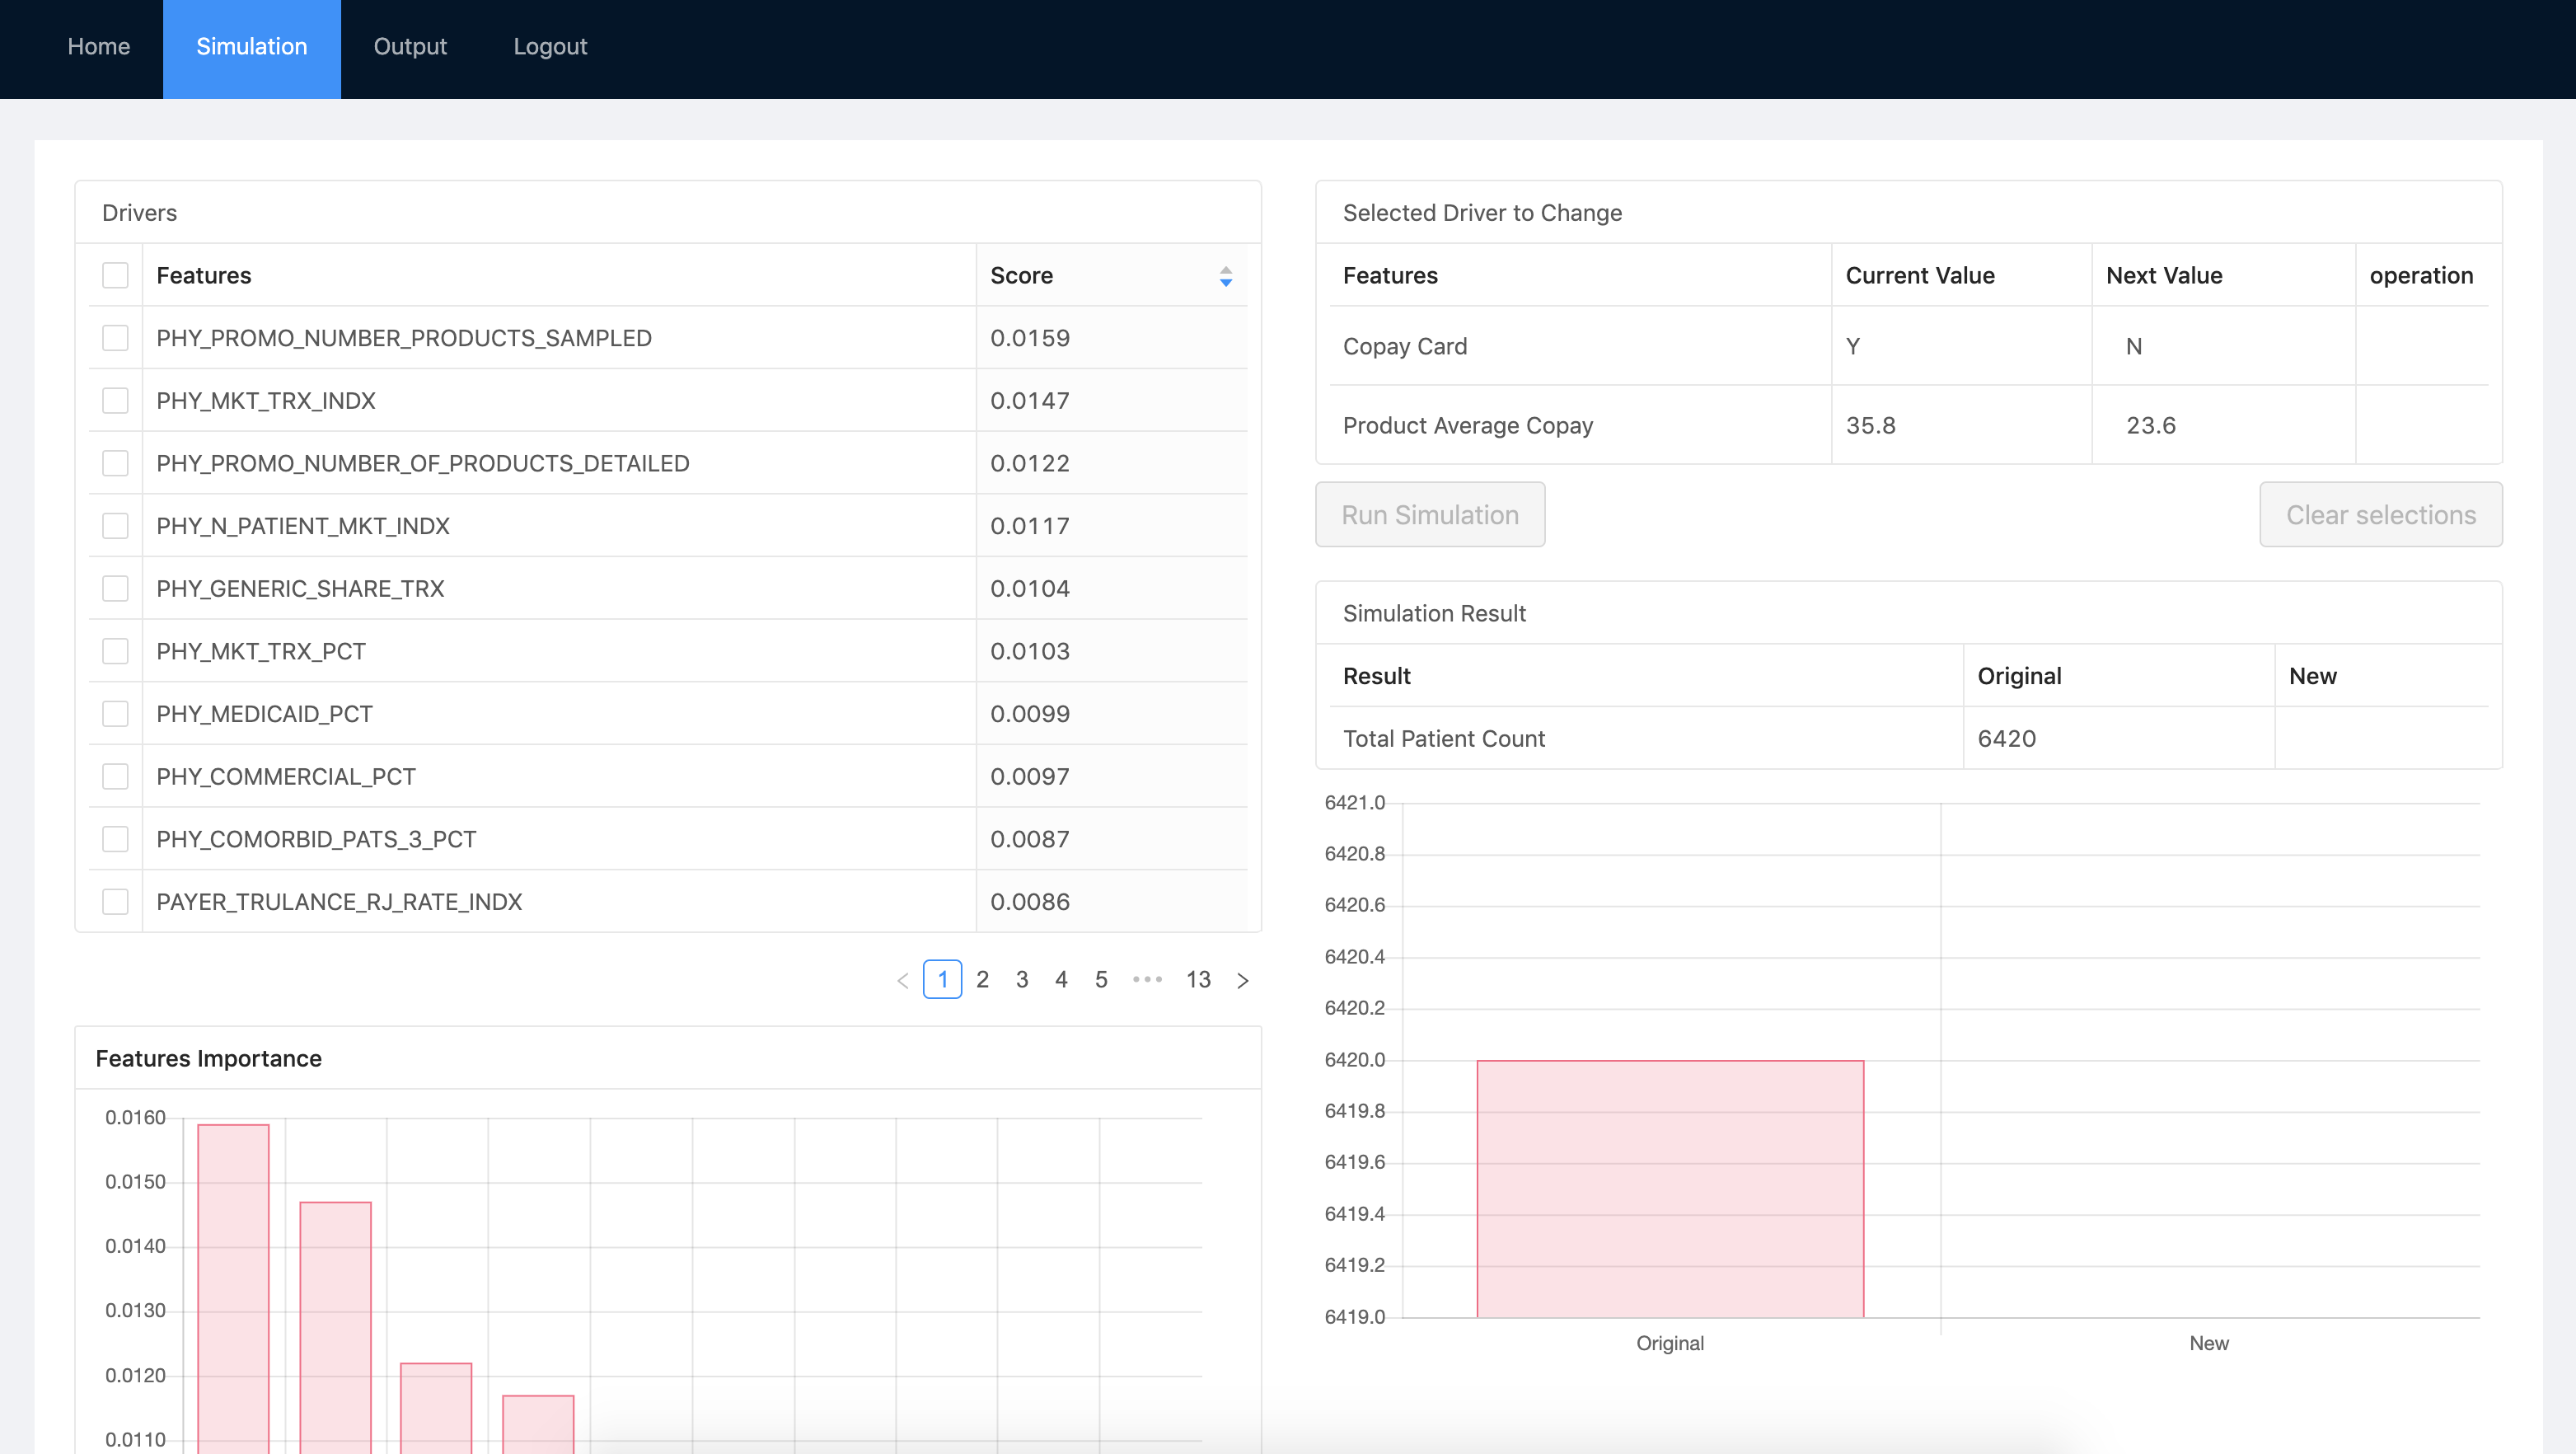 Home Simulation Output Logout
Drivers
Features Score
PHY_PROMO_NUMBER_PRODUCTS_SAMPLED 0.0159
PHY_MKT_TRX_INDX 0.0147
PHY_PROMO_NUMBER_OF_PRODUCTS_DETAILED 0.0122
PHY_N_PATIENT_MKT_INDX 0.0117
PHY_GENERIC_SHARE_TRX 0.0104
PHY_MKT_TRX_PCT 0.0103
PHY_MEDICAID_PCT 0.0099
PHY_COMMERCIAL_PCT 0.0097
PHY_COMORBID_PATS_3_PCT 0.0087
PAYER_TRULANCE_RJ_RATE_INDX 0.0086
< 1 2 3 4 5 ••• 13 >
Features Importance
0.0160
0.0150
0.0140
0.0130
0.0120
0.0110
Selected Driver to Change
Features Current Value Next Value operation
Copay Card Y N
Product Average Copay 35.8 23.6
Run Simulation Clear selections
Simulation Result
Result Original New
Total Patient Count 6420
6421.0
6420.8
6420.6
6420.4
6420.2
6420.0
6419.8
6419.6
6419.4
6419.2
6419.0
Original New